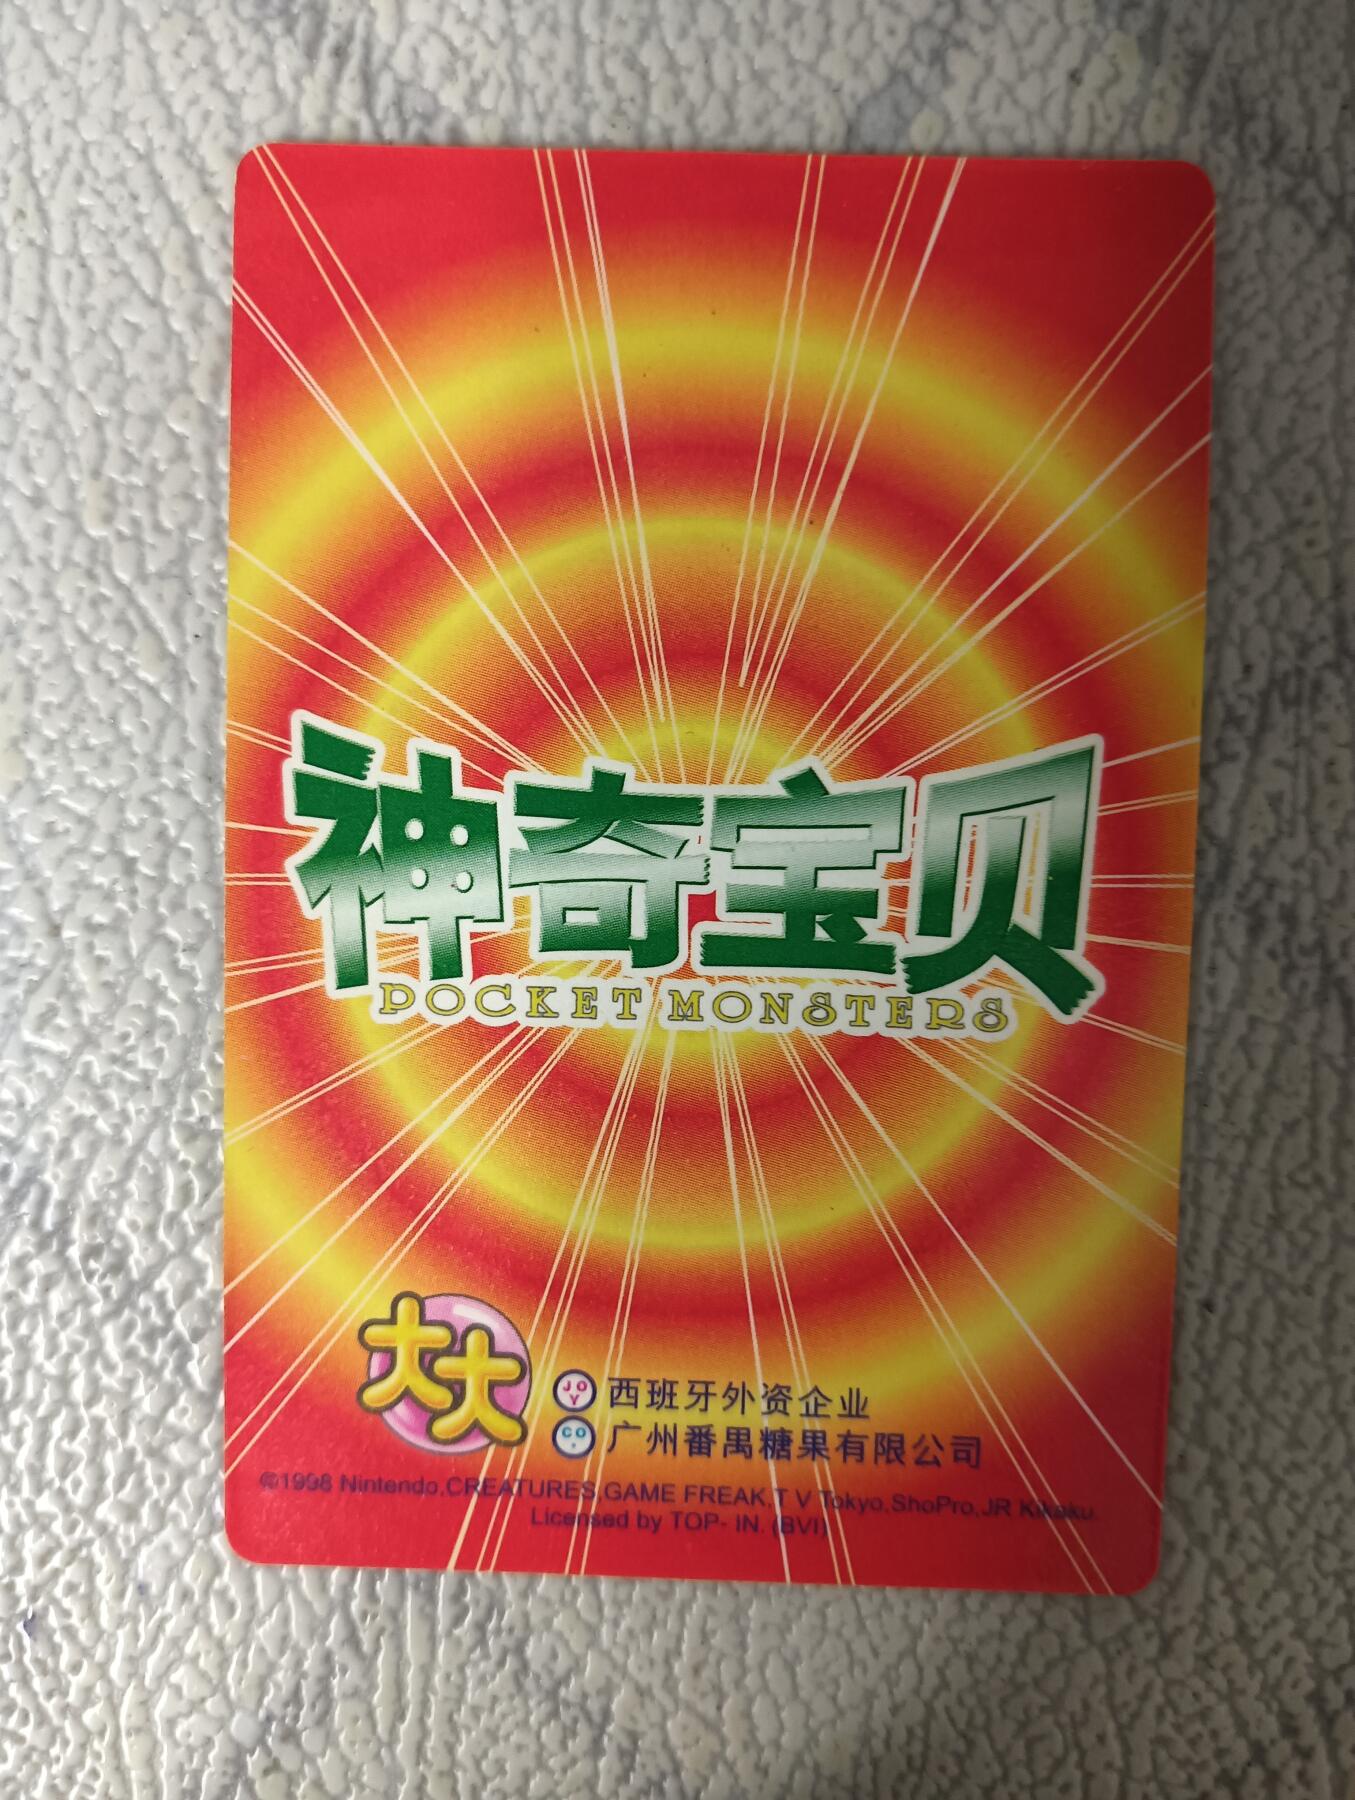 神奇宝贝
POCKET MONSTERS
大大
JOY 西班牙外资企业
CO. 广州番禺糖果有限公司
©1998 Nintendo,CREATURES,GAME FREAK,T V Tokyo,ShoPro,JR Kikaku.
Licensed by TOP- IN. (BVI)